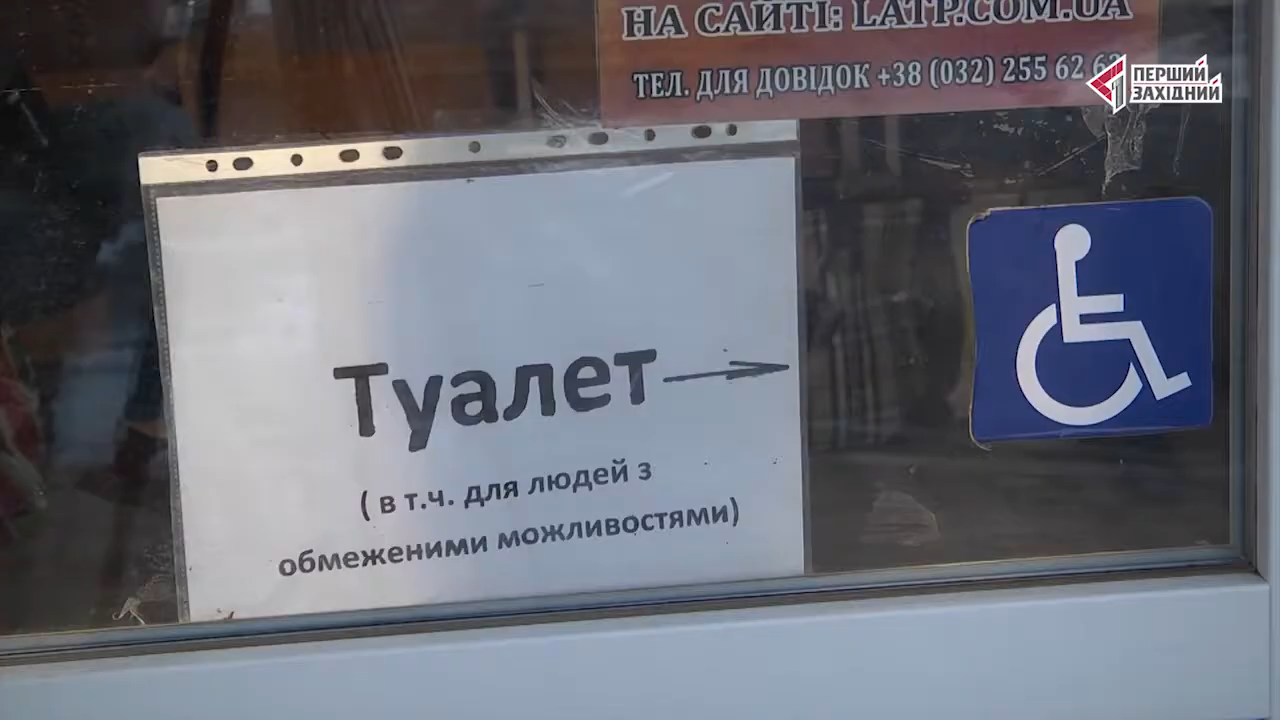 НА САЙТІ: LATP.COM.UA
ТЕЛ. ДЛЯ ДОВІДОК +38 (032) 255 62 62
ПЕРШИЙ
ЗАХІДНИЙ
Туалет
( в т.ч. для людей з
обмеженими можливостями)